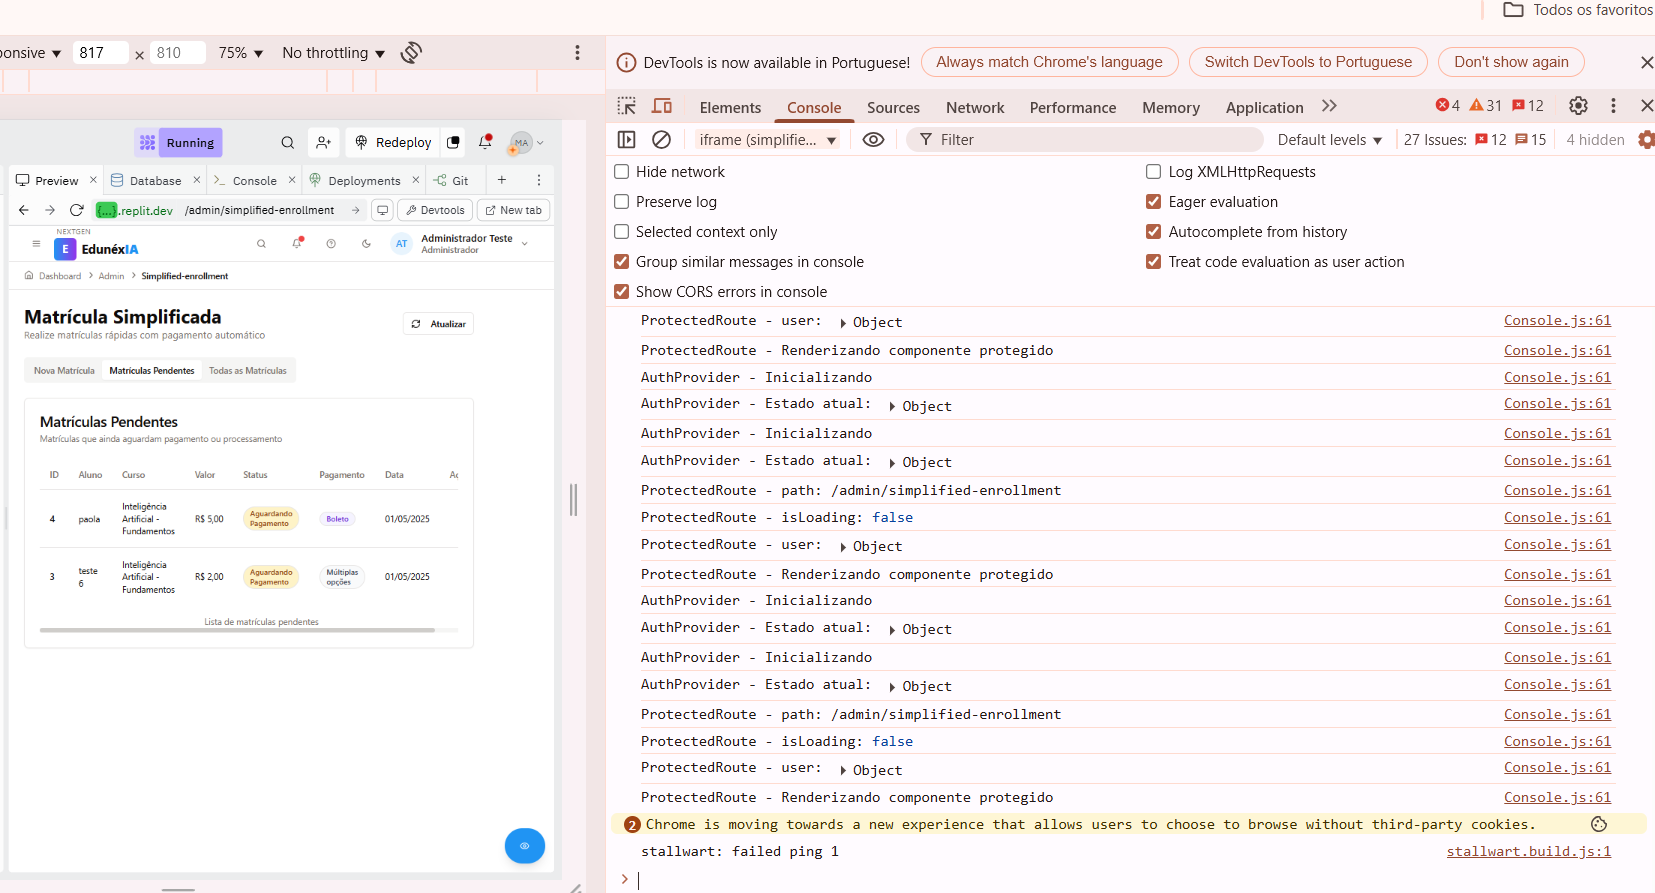 Todos os favoritos
ponsive
817
×
810
75%
No throttling
DevTools is now available in Portuguese!
Always match Chrome's language
Switch DevTools to Portuguese
Don't show again
Elements
Console
Sources
Network
Performance
Memory
Application
4
31
12
iframe (simplifie...
Filter
Default levels
27 Issues:
12
15
4 hidden
Hide network
Log XMLHttpRequests
Preserve log
Eager evaluation
Selected context only
Autocomplete from history
Group similar messages in console
Treat code evaluation as user action
Show CORS errors in console
Running
Redeploy
MA
Preview
Database
Console
Deployments
Git
{...}.replit.dev
/admin/simplified-enrollment
Devtools
New tab
NEXTGEN
E
EdunéxIA
AT
Administrador Teste
Administrador
Dashboard
Admin
Simplified-enrollment
Matrícula Simplificada
Realize matrículas rápidas com pagamento automático
Atualizar
Nova Matrícula
Matrículas Pendentes
Todas as Matrículas
Matrículas Pendentes
Matrículas que ainda aguardam pagamento ou processamento
ID
Aluno
Curso
Valor
Status
Pagamento
Data
Aç
4
paola
Inteligência
Artificial -
Fundamentos
R$ 5,00
Aguardando
Pagamento
Boleto
01/05/2025
3
teste
6
Inteligência
Artificial -
Fundamentos
R$ 2,00
Aguardando
Pagamento
Múltiplas
opções
01/05/2025
Lista de matrículas pendentes
ProtectedRoute - user: Object Console.js:61
ProtectedRoute - Renderizando componente protegido Console.js:61
AuthProvider - Inicializando Console.js:61
AuthProvider - Estado atual: Object Console.js:61
AuthProvider - Inicializando Console.js:61
AuthProvider - Estado atual: Object Console.js:61
ProtectedRoute - path: /admin/simplified-enrollment Console.js:61
ProtectedRoute - isLoading: false Console.js:61
ProtectedRoute - user: Object Console.js:61
ProtectedRoute - Renderizando componente protegido Console.js:61
AuthProvider - Inicializando Console.js:61
AuthProvider - Estado atual: Object Console.js:61
AuthProvider - Inicializando Console.js:61
AuthProvider - Estado atual: Object Console.js:61
ProtectedRoute - path: /admin/simplified-enrollment Console.js:61
ProtectedRoute - isLoading: false Console.js:61
ProtectedRoute - user: Object Console.js:61
ProtectedRoute - Renderizando componente protegido Console.js:61
2 Chrome is moving towards a new experience that allows users to choose to browse without third-party cookies.
stallwart: failed ping 1 stallwart.build.js:1